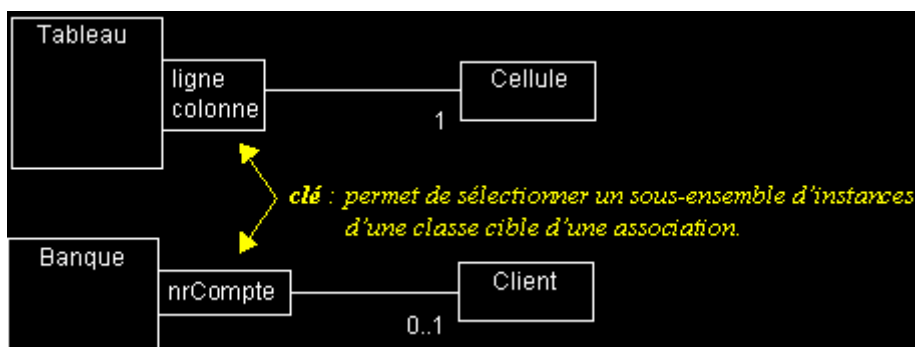 Tableau
ligne
colonne
Cellule
1
clé : permet de sélectionner un sous-ensemble d'instances
d'une classe cible d'une association.
Banque
nrCompte
Client
0..1